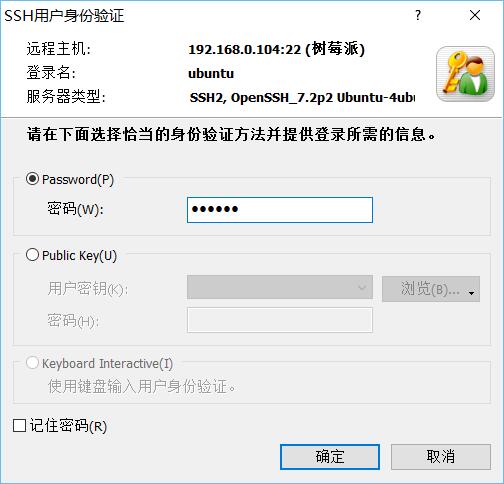 SSH用户身份验证
远程主机: 192.168.0.104:22 (树莓派)
登录名: ubuntu
服务器类型: SSH2, OpenSSH_7.2p2 Ubuntu-4ubu
请在下面选择恰当的身份验证方法并提供登录所需的信息。
Password(P)
密码(W): ●●●●●●
Public Key(U)
用户密钥(K): 浏览(B)...
密码(H):
Keyboard Interactive(I)
使用键盘输入用户身份验证。
记住密码(R)
确定 取消